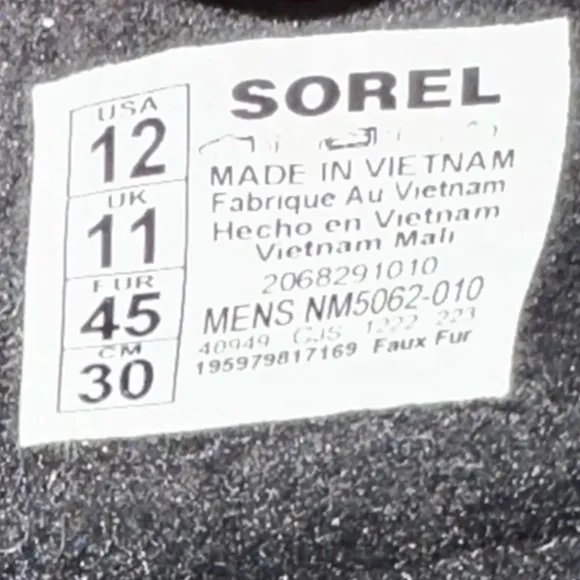 USA
12
UK
11
EUR
45
CM
30
SOREL
MADE IN VIETNAM
Fabrique Au Vietnam
Hecho en Vietnam
Vietnam Mali
2068291010
MENS NM5062-010
40949 CJS 1222 223
195979817169 Faux Fur